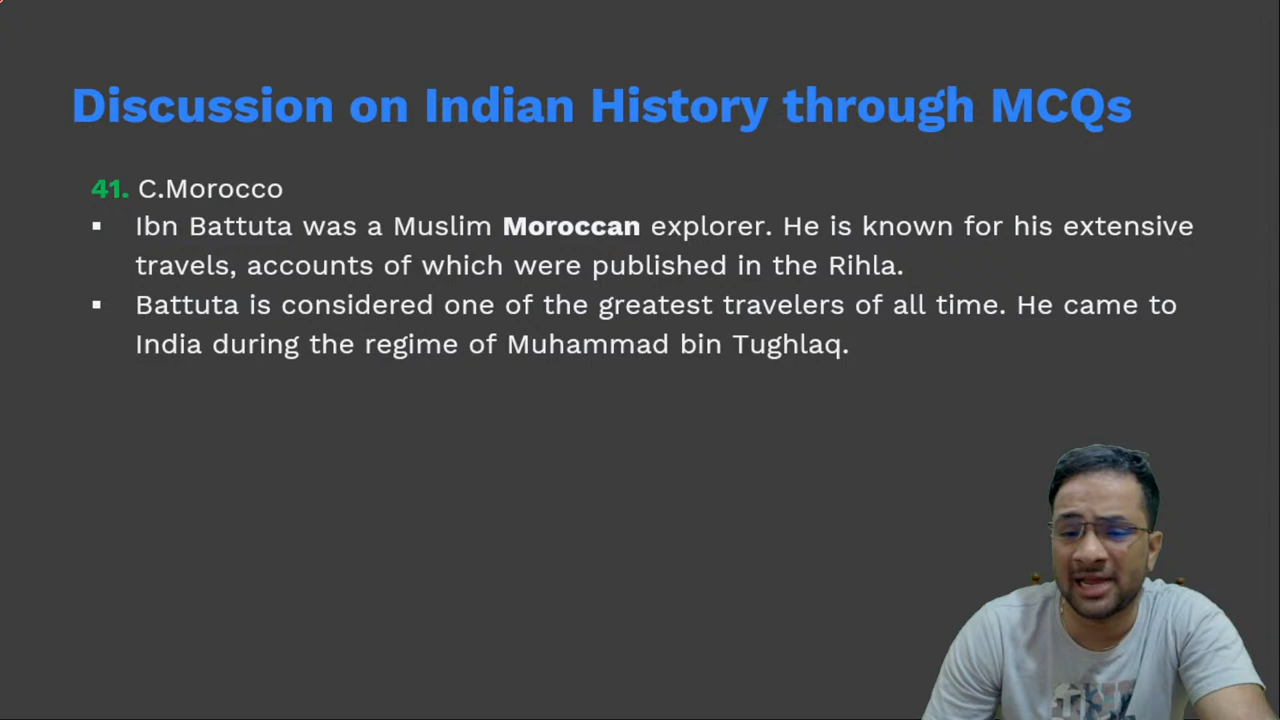 Discussion on Indian History through MCQs
41. C.Morocco
▪ Ibn Battuta was a Muslim Moroccan explorer. He is known for his extensive
travels, accounts of which were published in the Rihla.
▪ Battuta is considered one of the greatest travelers of all time. He came to
India during the regime of Muhammad bin Tughlaq.